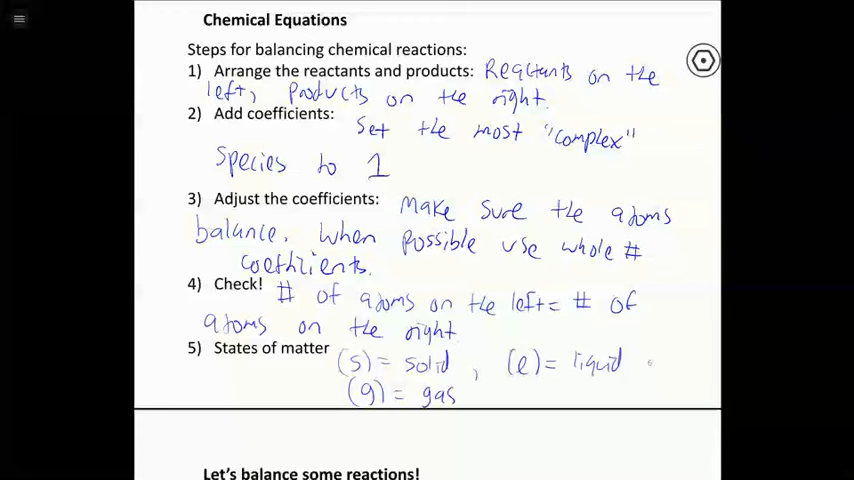 Chemical Equations
Steps for balancing chemical reactions:
1) Arrange the reactants and products: Reactants on the
left, products on the right.
2) Add coefficients: Set the most "complex"
species to 1
3) Adjust the coefficients: Make sure the atoms
balance. When possible use whole #
coefficients.
4) Check! # of atoms on the left = # of
atoms on the right.
5) States of matter (s) = solid, (l) = liquid
(g) = gas
Let's balance some reactions!